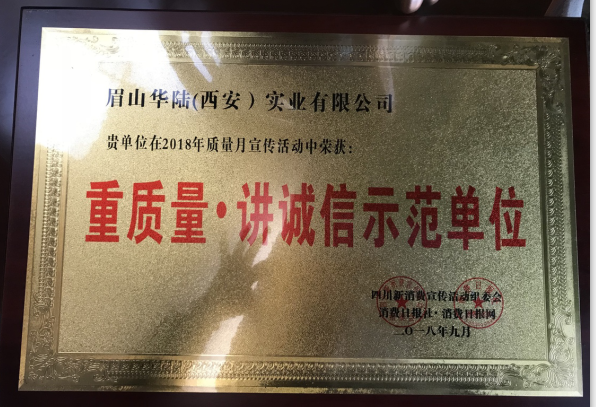 眉山华陆(西安）实业有限公司
贵单位在2018年质量月宣传活动中荣获：
重质量·讲诚信示范单位
四川新消费宣传活动组委会
消费日报社·消费日报网
二〇一八年九月